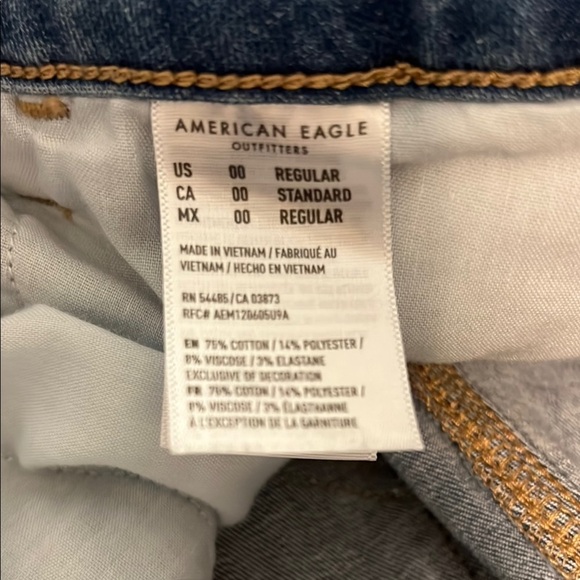 AMERICAN EAGLE
OUTFITTERS
US 00 REGULAR
CA 00 STANDARD
MX 00 REGULAR
MADE IN VIETNAM / FABRIQUÉ AU
VIETNAM / HECHO EN VIETNAM
RN 54485/CA 03873
RFC# AEM120605U9A
EN 75% COTTON / 14% POLYESTER /
8% VISCOSE / 3% ELASTANE
EXCLUSIVE OF DECORATION
FR 75% COTON / 14% POLYESTER /
8% VISCOSE / 3% ÉLASTHANNE
À L'EXCEPTION DE LA GARNITURE